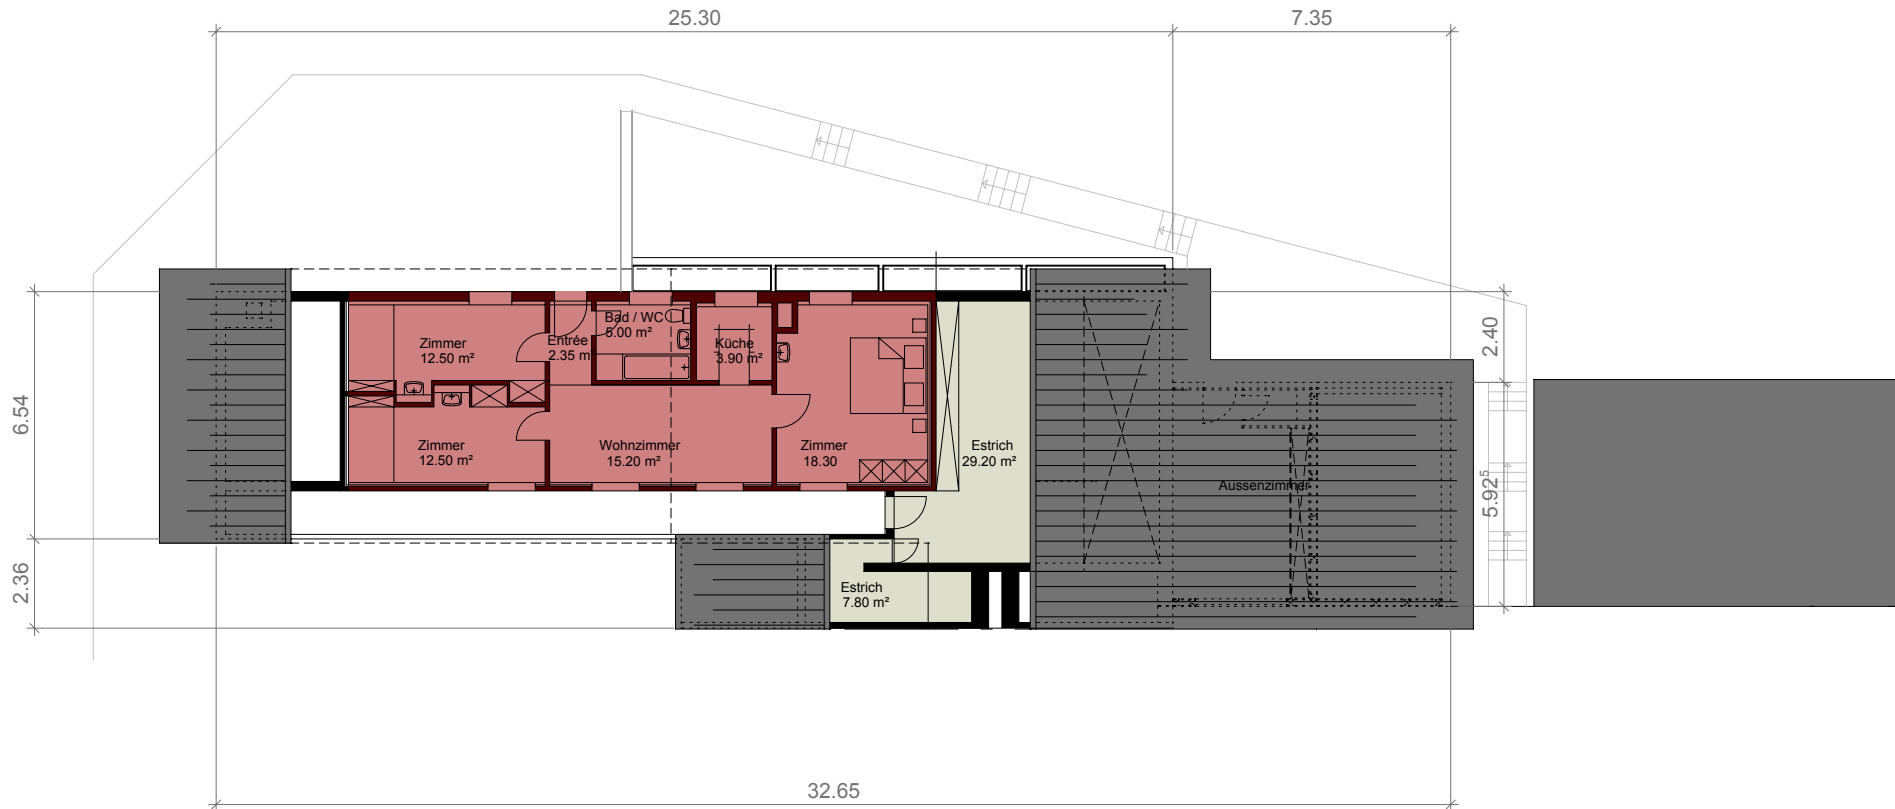 25.30
7.35
Bad / WC
5.00 m²
Zimmer
12.50 m²
Entrée
2.35 m
Küche
3.90 m²
2.40
6.54
Zimmer
12.50 m²
Wohnzimmer
15.20 m²
Zimmer
18.30
Estrich
29.20 m²
Aussenzimmer
5.92⁵
2.36
Estrich
7.80 m²
32.65